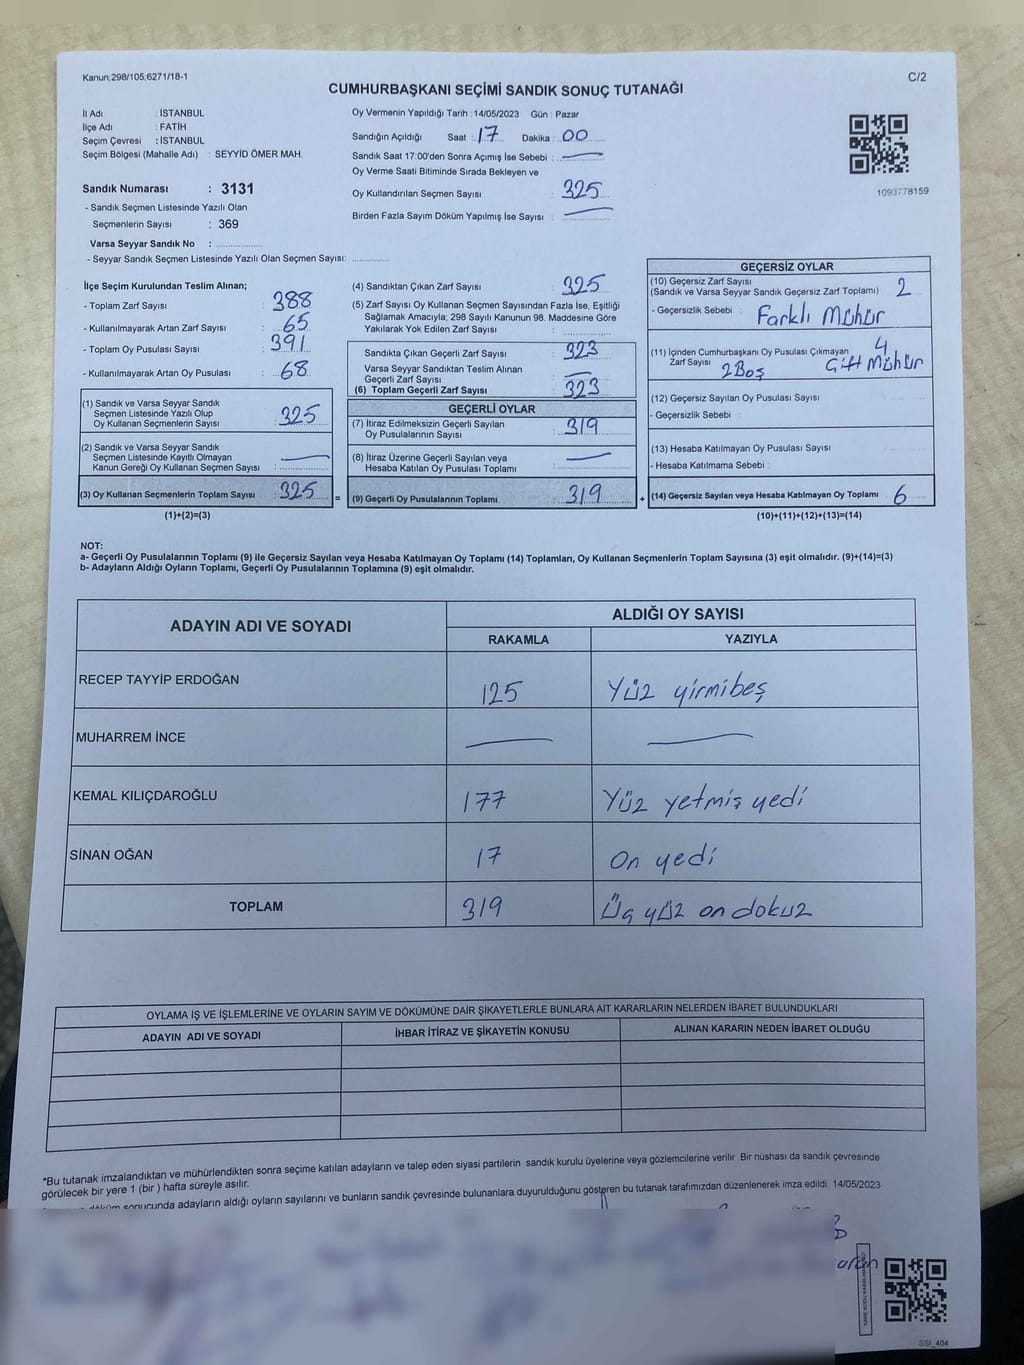 Kanun:298/105,6271/18-1
C/2
CUMHURBAŞKANI SEÇİMİ SANDIK SONUÇ TUTANAĞI
İl Adı : İSTANBUL
İlçe Adı : FATİH
Seçim Çevresi : İSTANBUL
Seçim Bölgesi (Mahalle Adı) : SEYYİD ÖMER MAH.
Sandık Numarası : 3131
- Sandık Seçmen Listesinde Yazılı Olan
Seçmenlerin Sayısı : 369
Varsa Seyyar Sandık No :
- Seyyar Sandık Seçmen Listesinde Yazılı Olan Seçmen Sayısı:
Oy Vermenin Yapıldığı Tarih : 14/05/2023 Gün : Pazar
Sandığın Açıldığı Saat : 17 Dakika : 00
Sandık Saat 17:00'den Sonra Açımış İse Sebebi :
Oy Verme Saati Bitiminde Sırada Bekleyen ve
Oy Kullandırılan Seçmen Sayısı : 325
Birden Fazla Sayım Döküm Yapılmış İse Sayısı :
1093778159
İlçe Seçim Kurulundan Teslim Alınan;
- Toplam Zarf Sayısı : 388
- Kullanılmayarak Artan Zarf Sayısı : 65
- Toplam Oy Pusulası Sayısı : 391
- Kullanılmayarak Artan Oy Pusulası : 68
(1) Sandık ve Varsa Seyyar Sandık
Seçmen Listesinde Yazılı Olup
Oy Kullanan Seçmenlerin Sayısı : 325
(2) Sandık ve Varsa Seyyar Sandık
Seçmen Listesinde Kayıtlı Olmayan
Kanun Gereği Oy Kullanan Seçmen Sayısı :
(3) Oy Kullanan Seçmenlerin Toplam Sayısı : 325 =
(1)+(2)=(3)
(4) Sandıktan Çıkan Zarf Sayısı : 325
(5) Zarf Sayısı Oy Kullanan Seçmen Sayısından Fazla İse, Eşitliği
Sağlamak Amacıyla; 298 Sayılı Kanunun 98. Maddesine Göre
Yakılarak Yok Edilen Zarf Sayısı :
Sandıkta Çıkan Geçerli Zarf Sayısı : 323
Varsa Seyyar Sandıktan Teslim Alınan
Geçerli Zarf Sayısı :
(6) Toplam Geçerli Zarf Sayısı : 323
GEÇERLİ OYLAR
(7) İtiraz Edilmeksizin Geçerli Sayılan
Oy Pusulalarının Sayısı : 319
(8) İtiraz Üzerine Geçerli Sayılan veya
Hesaba Katılan Oy Pusulası Toplamı :
(9) Geçerli Oy Pusulalarının Toplamı : 319 +
GEÇERSİZ OYLAR
(10) Geçersiz Zarf Sayısı
(Sandık ve Varsa Seyyar Sandık Geçersiz Zarf Toplamı) 2
- Geçersizlik Sebebi : Farklı Mühür
(11) İçinden Cumhurbaşkanı Oy Pusulası Çıkmayan 4
Zarf Sayısı 2 Boş Çift Mühür
(12) Geçersiz Sayılan Oy Pusulası Sayısı
- Geçersizlik Sebebi
(13) Hesaba Katılmayan Oy Pusulası Sayısı
- Hesaba Katılmama Sebebi :
(14) Geçersiz Sayılan veya Hesaba Katılmayan Oy Toplamı 6
(10)+(11)+(12)+(13)=(14)
NOT:
a- Geçerli Oy Pusulalarının Toplamı (9) ile Geçersiz Sayılan veya Hesaba Katılmayan Oy Toplamı (14) Toplamları, Oy Kullanan Seçmenlerin Toplam Sayısına (3) eşit olmalıdır. (9)+(14)=(3)
b- Adayların Aldığı Oyların Toplamı, Geçerli Oy Pusulalarının Toplamına (9) eşit olmalıdır.
ADAYIN ADI VE SOYADI
ALDIĞI OY SAYISI
RAKAMLA YAZIYLA
RECEP TAYYİP ERDOĞAN 125 Yüz yirmibeş
MUHARREM İNCE
KEMAL KILIÇDAROĞLU 177 Yüz yetmiş yedi
SİNAN OĞAN 17 On yedi
TOPLAM 319 Üç yüz on dokuz
OYLAMA İŞ VE İŞLEMLERİNE VE OYLARIN SAYIM VE DÖKÜMÜNE DAİR ŞİKAYETLERLE BUNLARA AİT KARARLARIN NELERDEN İBARET BULUNDUKLARI
ADAYIN ADI VE SOYADI İHBAR İTİRAZ VE ŞİKAYETİN KONUSU ALINAN KARARIN NEDEN İBARET OLDUĞU
*Bu tutanak imzalandıktan ve mühürlendikten sonra seçime katılan adayların ve talep eden siyasi partilerin sandık kurulu üyelerine veya gözlemcilerine verilir .Bir nüshası da sandık çevresinde
görülecek bir yere 1 (bir ) hafta süreyle asılır.
döküm sonucunda adayların aldığı oyların sayılarını ve bunların sandık çevresinde bulunanlara duyurulduğunu gösteren bu tutanak tarafımızdan düzenlenerek imza edildi. 14/05/2023